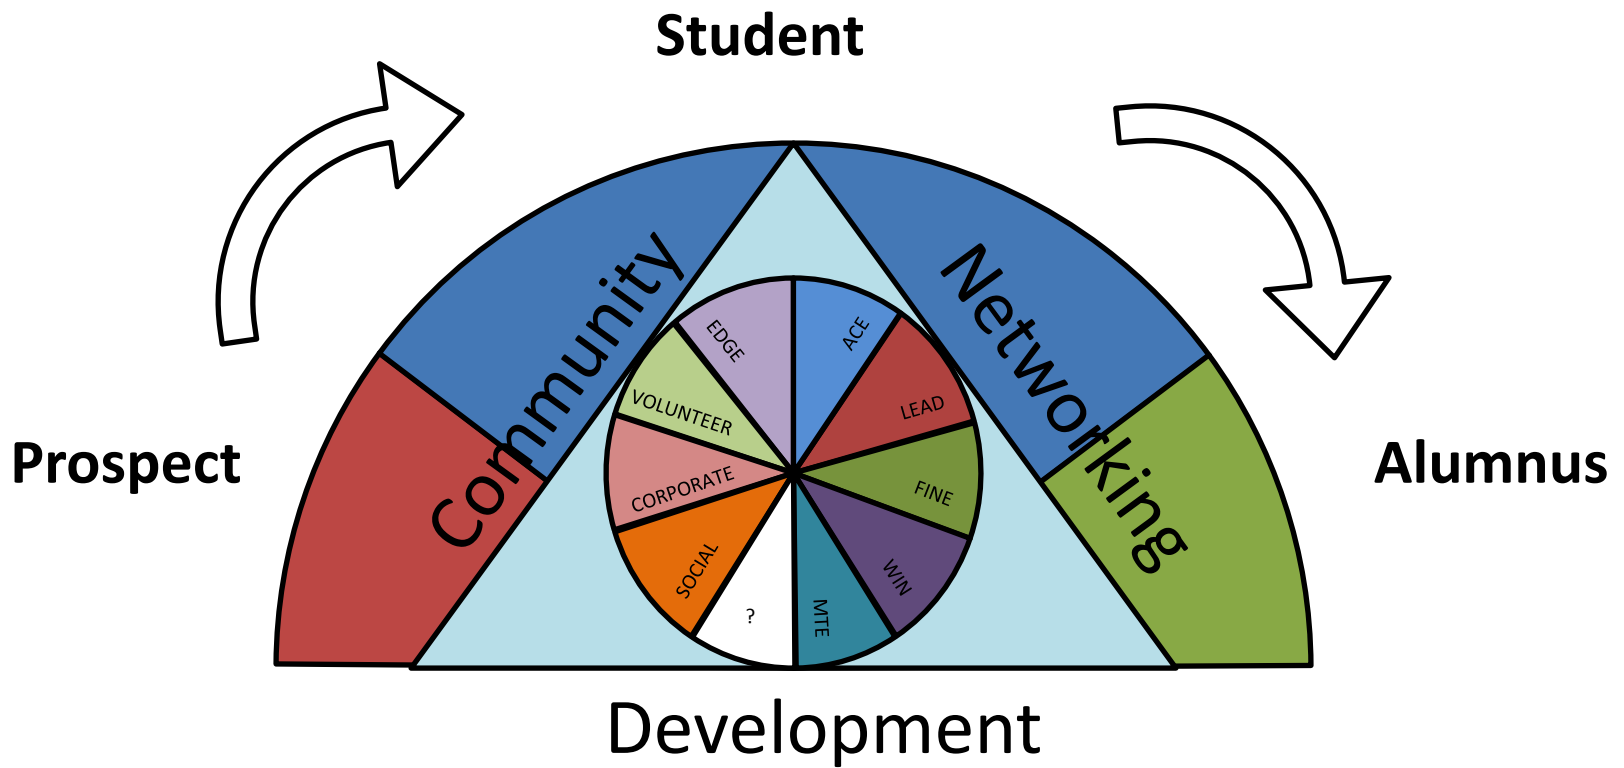 Student
Prospect
Alumnus
Community
Networking
EDGE
ACE
VOLUNTEER
LEAD
CORPORATE
FINE
SOCIAL
WIN
?
MTE
Development